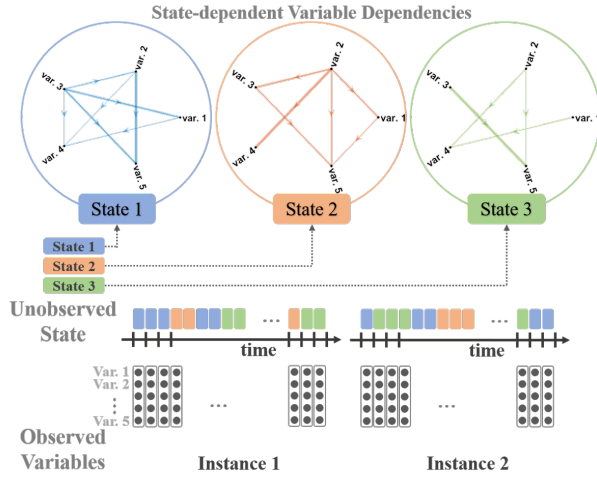 State-dependent Variable Dependencies
var. 2
var. 3
var. 1
var. 4
var. 5
var. 2
var. 3
var. 1
var. 4
var. 5
var. 2
var. 3
var. 1
var. 4
var. 5
State 1
State 2
State 3
State 1
State 2
State 3
Unobserved
State
...
...
time
time
Var. 1
Var. 2
...
Var. 5
...
...
Observed
Variables
Instance 1
Instance 2